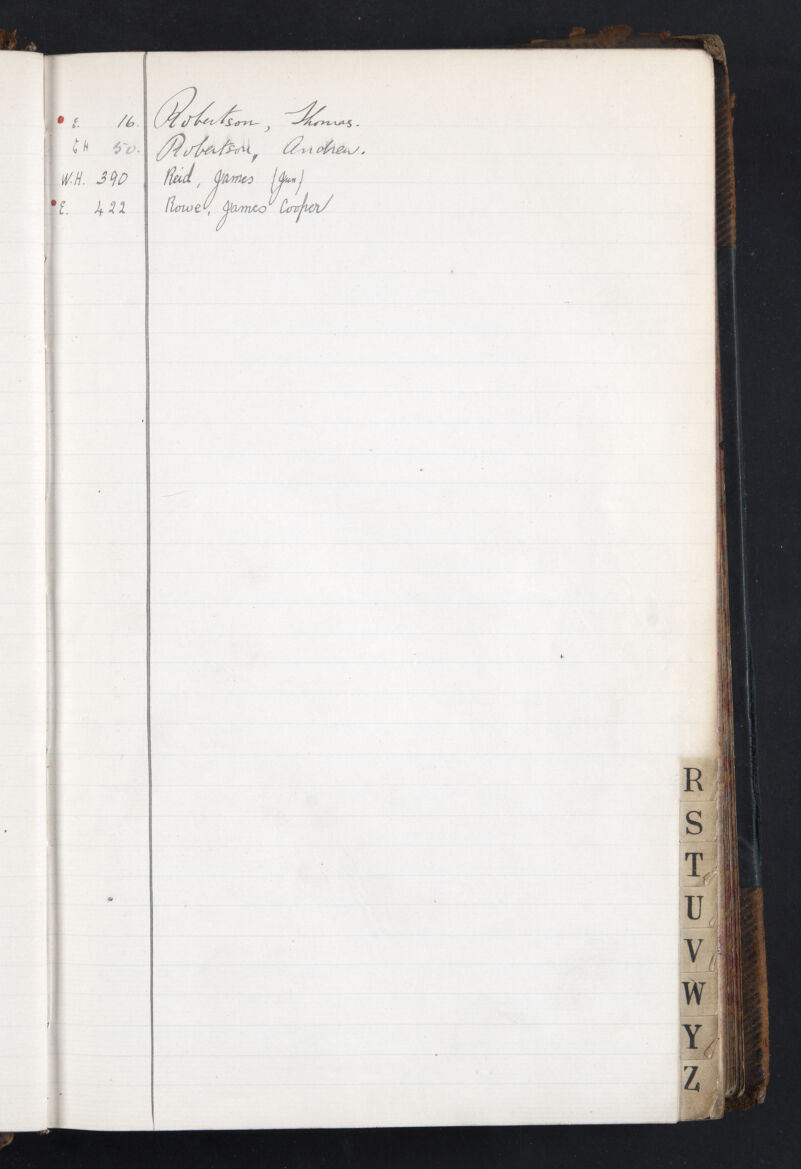 E. 16. Robertson, Thomas.
50. Robertson, Andrew.
W.H. 390 Reid, James (Jun)
E. 422 Rowe, James Cooper
R
S
T
U
V
W
Y
Z